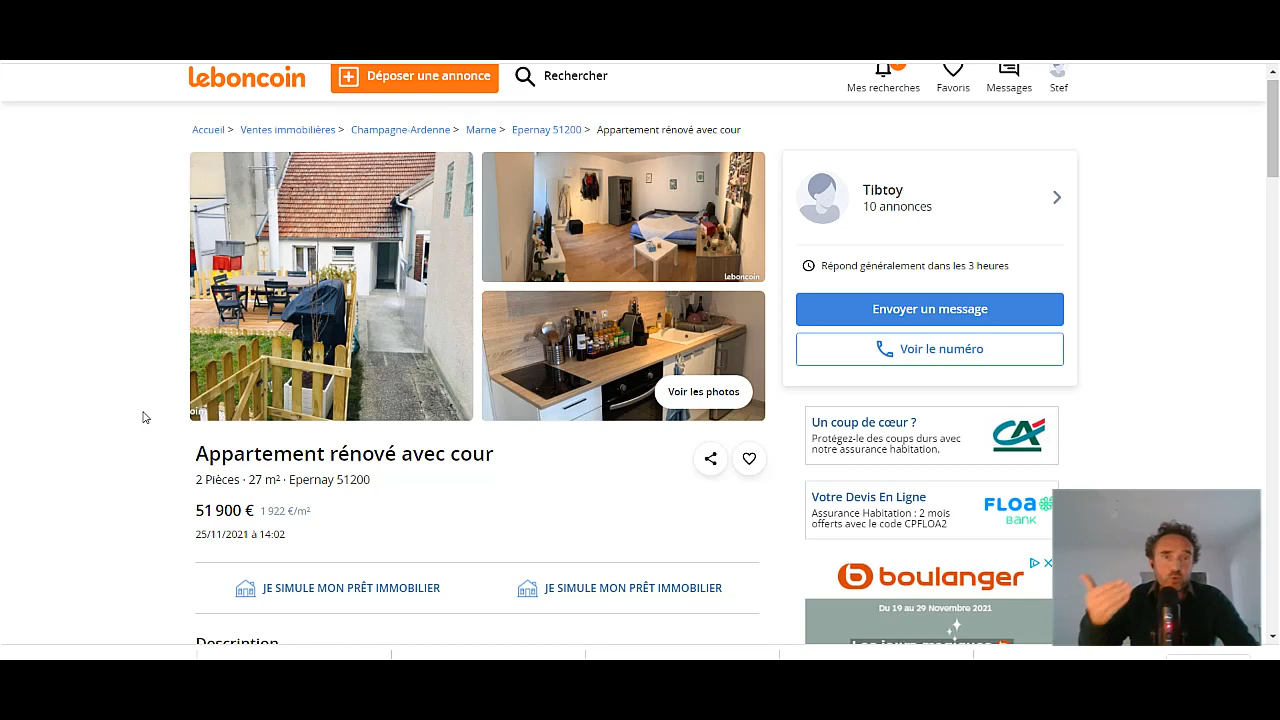 leboncoin
Déposer une annonce
Rechercher
Mes recherches
Favoris
Messages
Stef
Accueil > Ventes immobilières > Champagne-Ardenne > Marne > Epernay 51200 > Appartement rénové avec cour
Tibtoy
10 annonces
leboncoin
Répond généralement dans les 3 heures
Envoyer un message
Voir le numéro
Voir les photos
Appartement rénové avec cour
2 Pièces · 27 m² · Epernay 51200
51 900 € 1 922 €/m²
25/11/2021 à 14:02
JE SIMULE MON PRÊT IMMOBILIER
JE SIMULE MON PRÊT IMMOBILIER
Description
Un coup de cœur ?
Protégez-le des coups durs avec
notre assurance habitation.
CA
Votre Devis En Ligne
Assurance Habitation : 2 mois
offerts avec le code CPFLOA2
FLOA
BANK
boulanger
Du 19 au 29 Novembre 2021